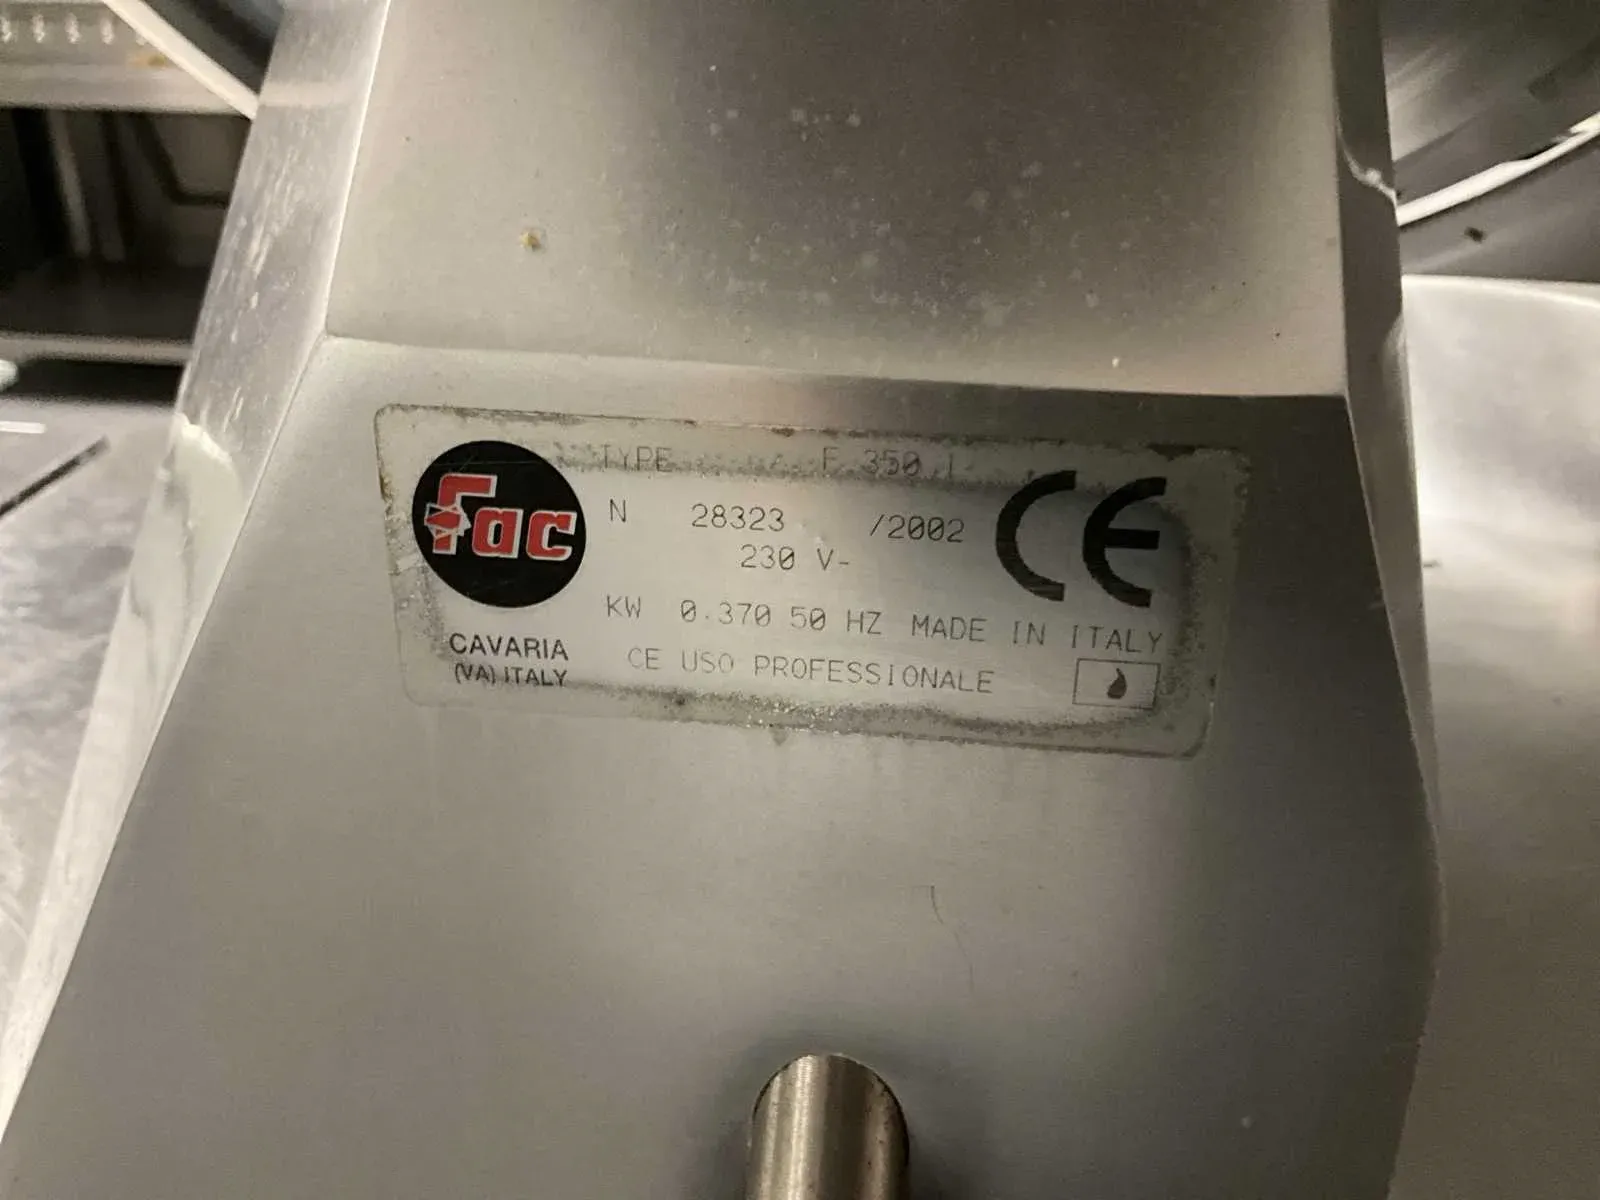 TYPE F 350 I
Fac
N 28323 /2002
230 V-
CE
KW 0.370 50 HZ MADE IN ITALY
CAVARIA
(VA) ITALY
CE USO PROFESSIONALE